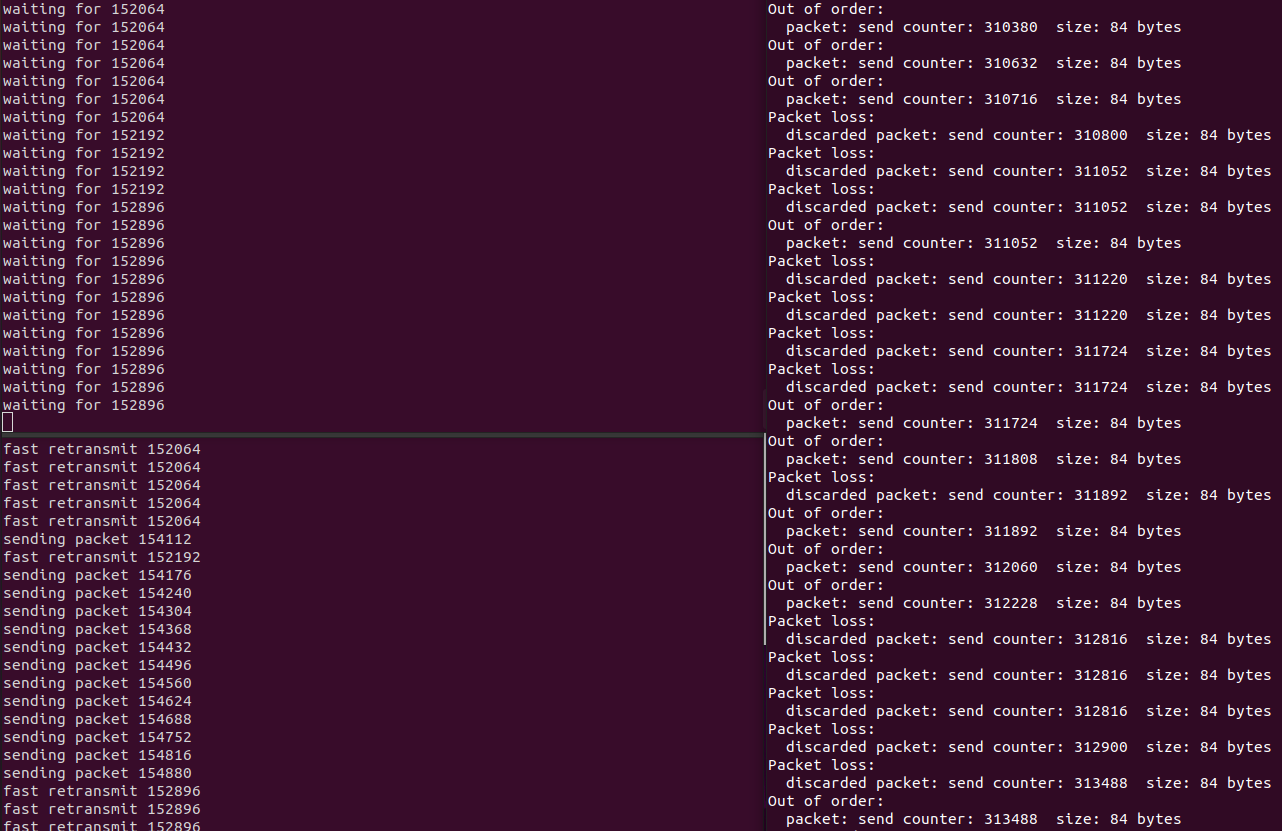 waiting for 152064
waiting for 152064
waiting for 152064
waiting for 152064
waiting for 152064
waiting for 152064
waiting for 152064
waiting for 152192
waiting for 152192
waiting for 152192
waiting for 152192
waiting for 152896
waiting for 152896
waiting for 152896
waiting for 152896
waiting for 152896
waiting for 152896
waiting for 152896
waiting for 152896
waiting for 152896
waiting for 152896
waiting for 152896
waiting for 152896
fast retransmit 152064
fast retransmit 152064
fast retransmit 152064
fast retransmit 152064
fast retransmit 152064
sending packet 154112
fast retransmit 152192
sending packet 154176
sending packet 154240
sending packet 154304
sending packet 154368
sending packet 154432
sending packet 154496
sending packet 154560
sending packet 154624
sending packet 154688
sending packet 154752
sending packet 154816
sending packet 154880
fast retransmit 152896
fast retransmit 152896
fast retransmit 152896
Out of order:
packet: send counter: 310380 size: 84 bytes
Out of order:
packet: send counter: 310632 size: 84 bytes
Out of order:
packet: send counter: 310716 size: 84 bytes
Packet loss:
discarded packet: send counter: 310800 size: 84 bytes
Packet loss:
discarded packet: send counter: 311052 size: 84 bytes
Packet loss:
discarded packet: send counter: 311052 size: 84 bytes
Out of order:
packet: send counter: 311052 size: 84 bytes
Packet loss:
discarded packet: send counter: 311220 size: 84 bytes
Packet loss:
discarded packet: send counter: 311220 size: 84 bytes
Packet loss:
discarded packet: send counter: 311724 size: 84 bytes
Packet loss:
discarded packet: send counter: 311724 size: 84 bytes
Out of order:
packet: send counter: 311724 size: 84 bytes
Out of order:
packet: send counter: 311808 size: 84 bytes
Packet loss:
discarded packet: send counter: 311892 size: 84 bytes
Out of order:
packet: send counter: 311892 size: 84 bytes
Out of order:
packet: send counter: 312060 size: 84 bytes
Out of order:
packet: send counter: 312228 size: 84 bytes
Packet loss:
discarded packet: send counter: 312816 size: 84 bytes
Packet loss:
discarded packet: send counter: 312816 size: 84 bytes
Packet loss:
discarded packet: send counter: 312816 size: 84 bytes
Packet loss:
discarded packet: send counter: 312900 size: 84 bytes
Packet loss:
discarded packet: send counter: 313488 size: 84 bytes
Out of order:
packet: send counter: 313488 size: 84 bytes